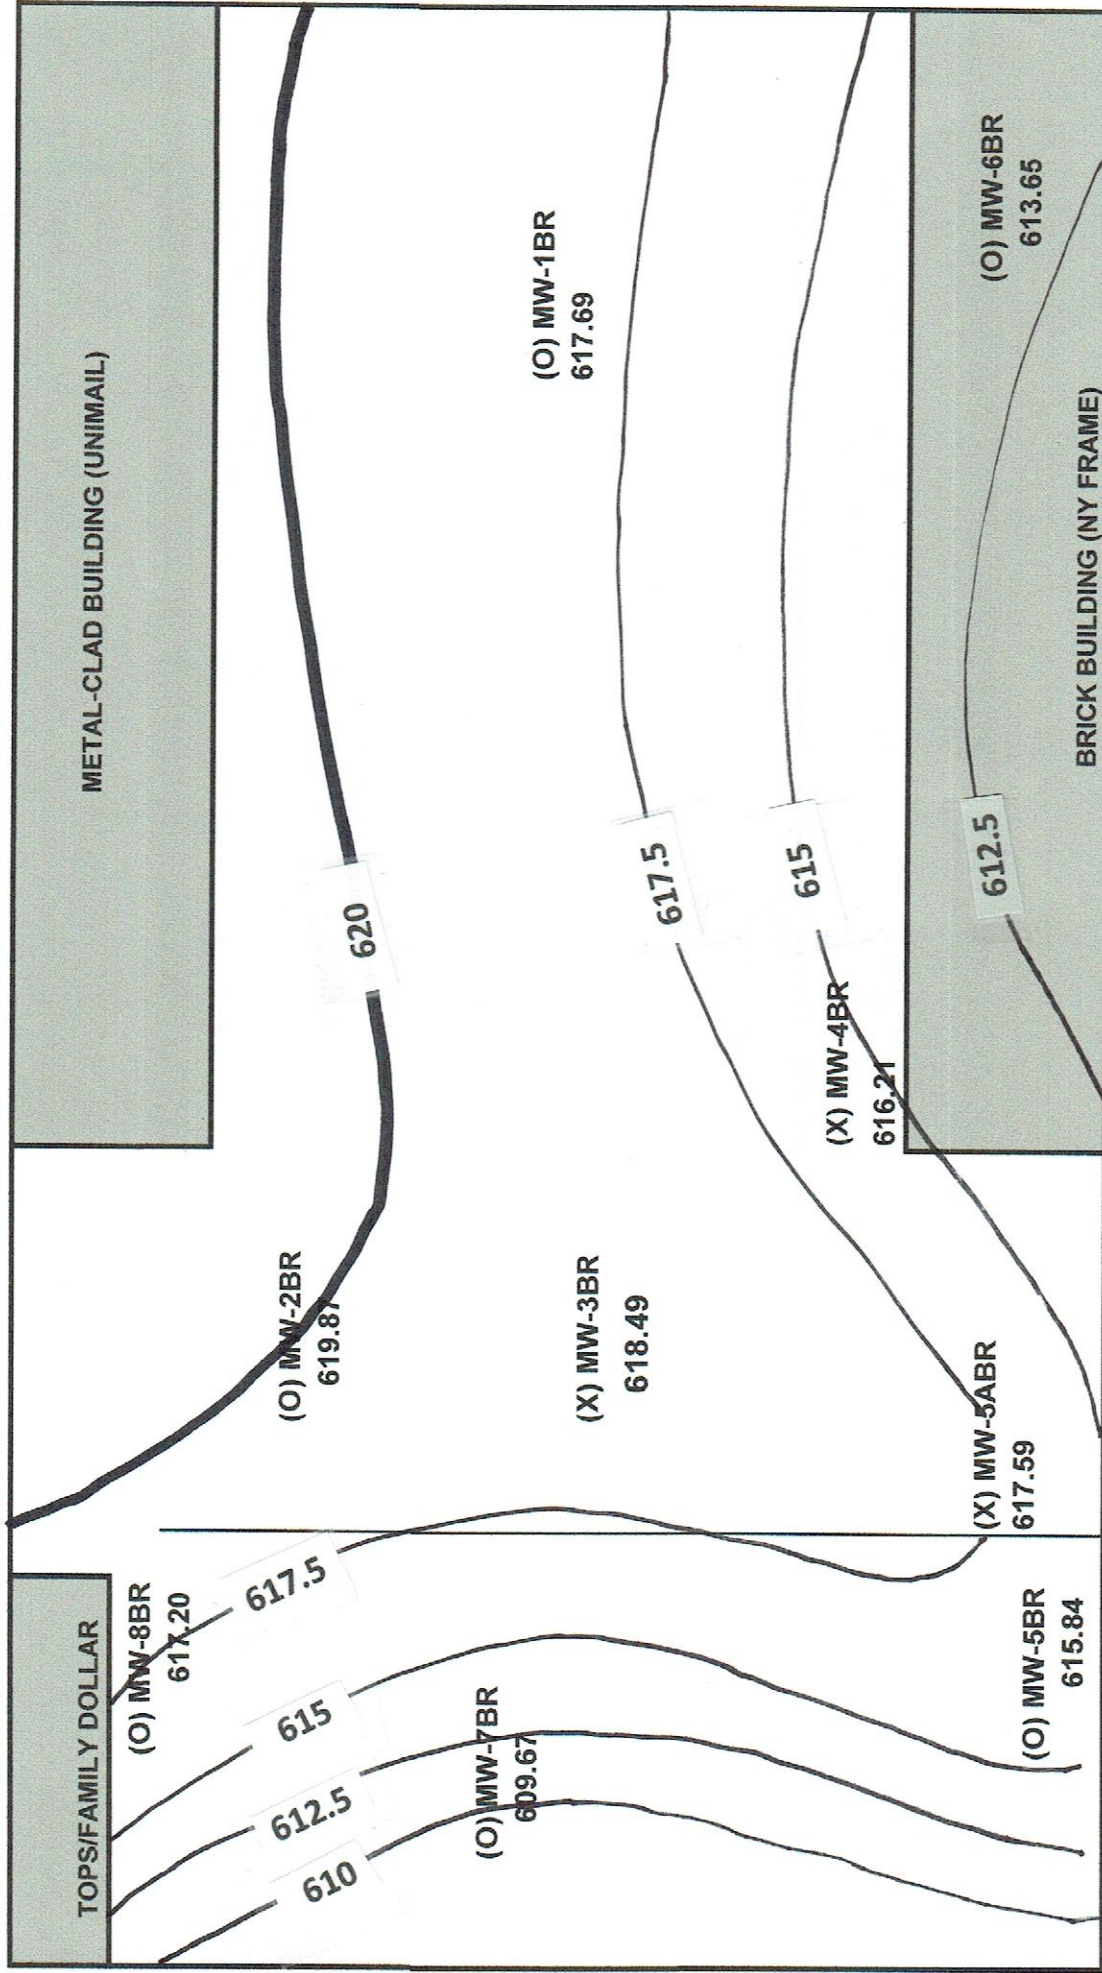 METAL-CLAD BUILDING (UNIMAIL)
TOPS/FAMILY DOLLAR
(O) MW-8BR
617.20
617.5
615
612.5
610
(O) MW-2BR
619.87
620
(O) MW-7BR
609.67
(X) MW-3BR
618.49
(O) MW-1BR
617.69
617.5
615
(X) MW-4BR
616.21
(O) MW-5BR
615.84
(X) MW-5ABR
617.59
612.5
(O) MW-6BR
613.65
BRICK BUILDING (NY FRAME)